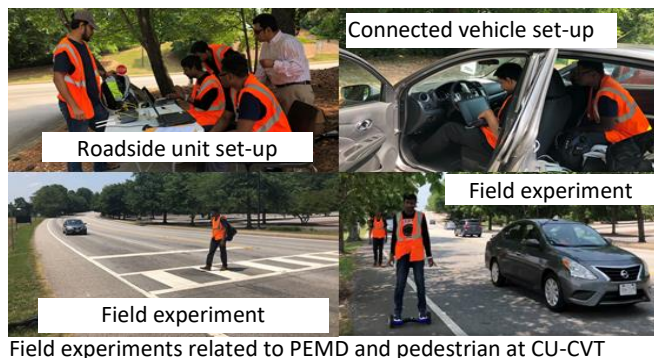 Connected vehicle set-up
Roadside unit set-up
Field experiment
Field experiment
Field experiments related to PEMD and pedestrian at CU-CVT